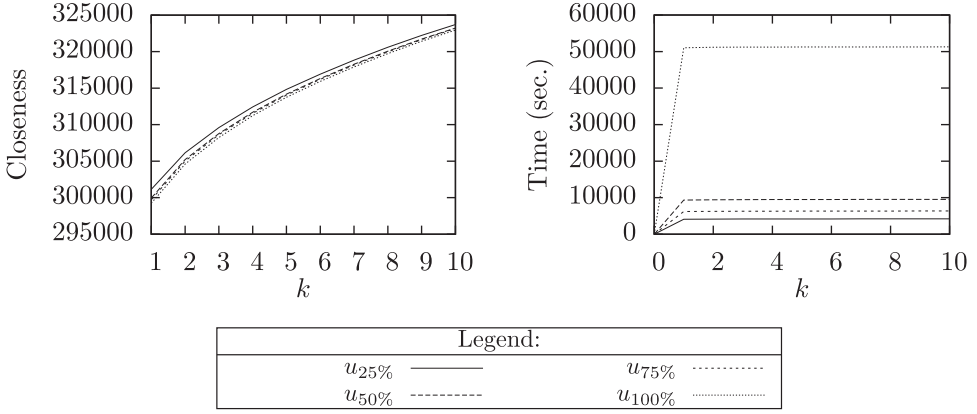 325000
320000
315000
310000
305000
300000
295000
Closeness
1 2 3 4 5 6 7 8 9 10
k
60000
50000
40000
30000
20000
10000
0
Time (sec.)
0 2 4 6 8 10
k
Legend:
u25% u75%
u50% u100%